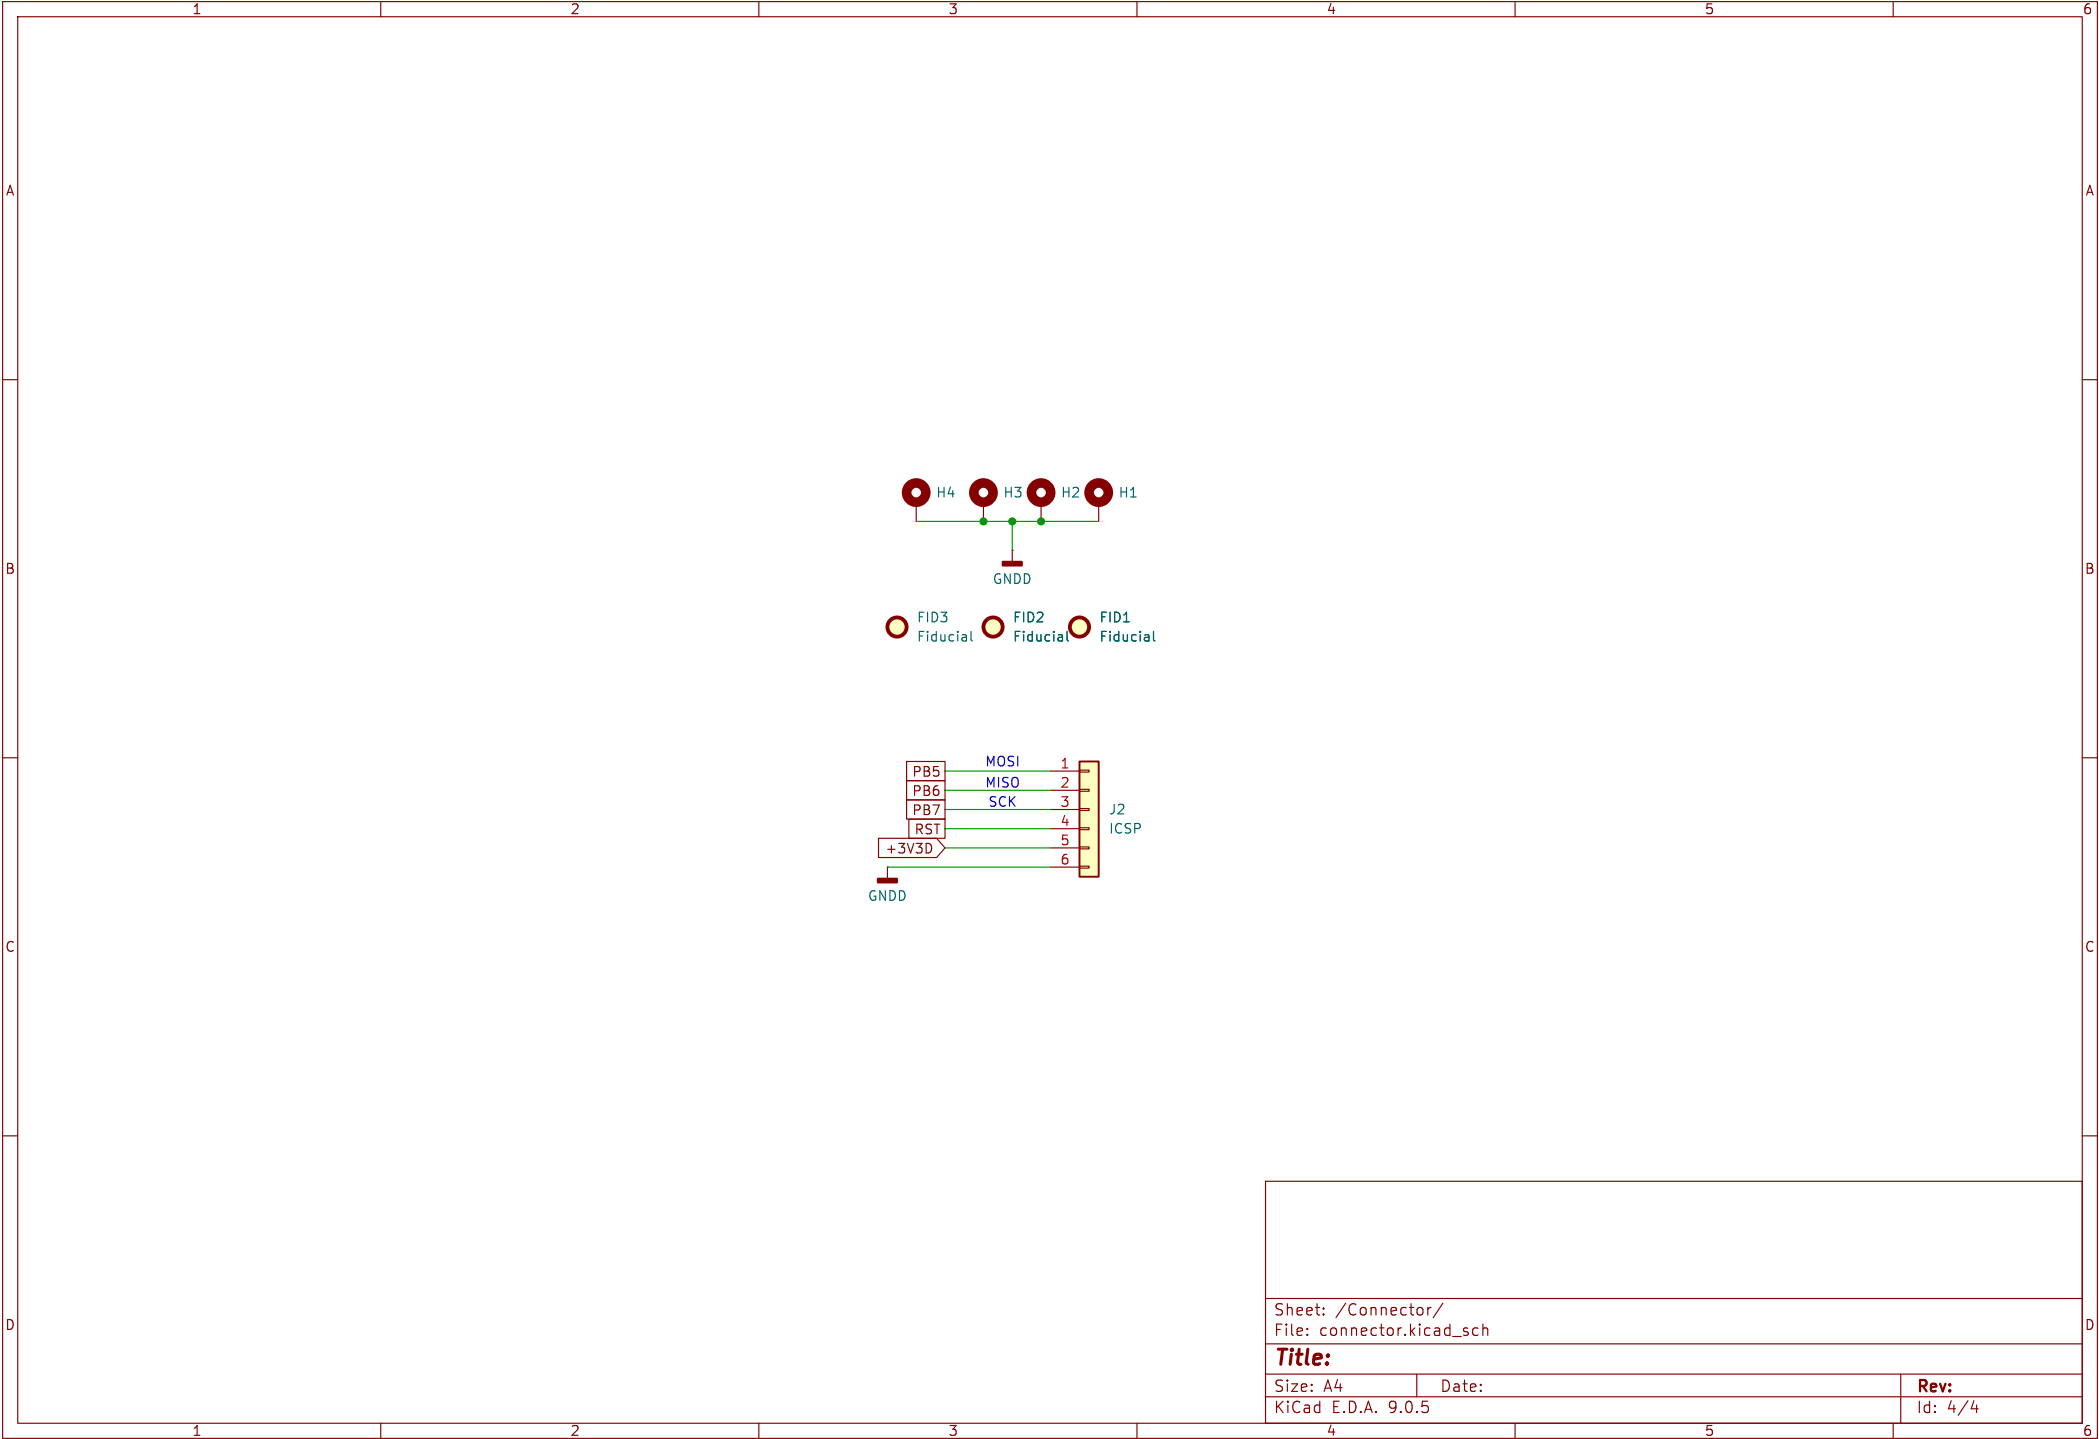 1 2 3 4 5 6
A A
H4 H3 H2 H1
B B
GNDD
FID3 FID2 FID1
Fiducial Fiducial Fiducial
MOSI
PB5 1
MISO
PB6 2
SCK
PB7 3
J2
RST 4
ICSP
+3V3D 5
6
GNDD
C C
Sheet: /Connector/
File: connector.kicad_sch
D D
Title:
Size: A4 Date: Rev:
KiCad E.D.A. 9.0.5 Id: 4/4
1 2 3 4 5 6